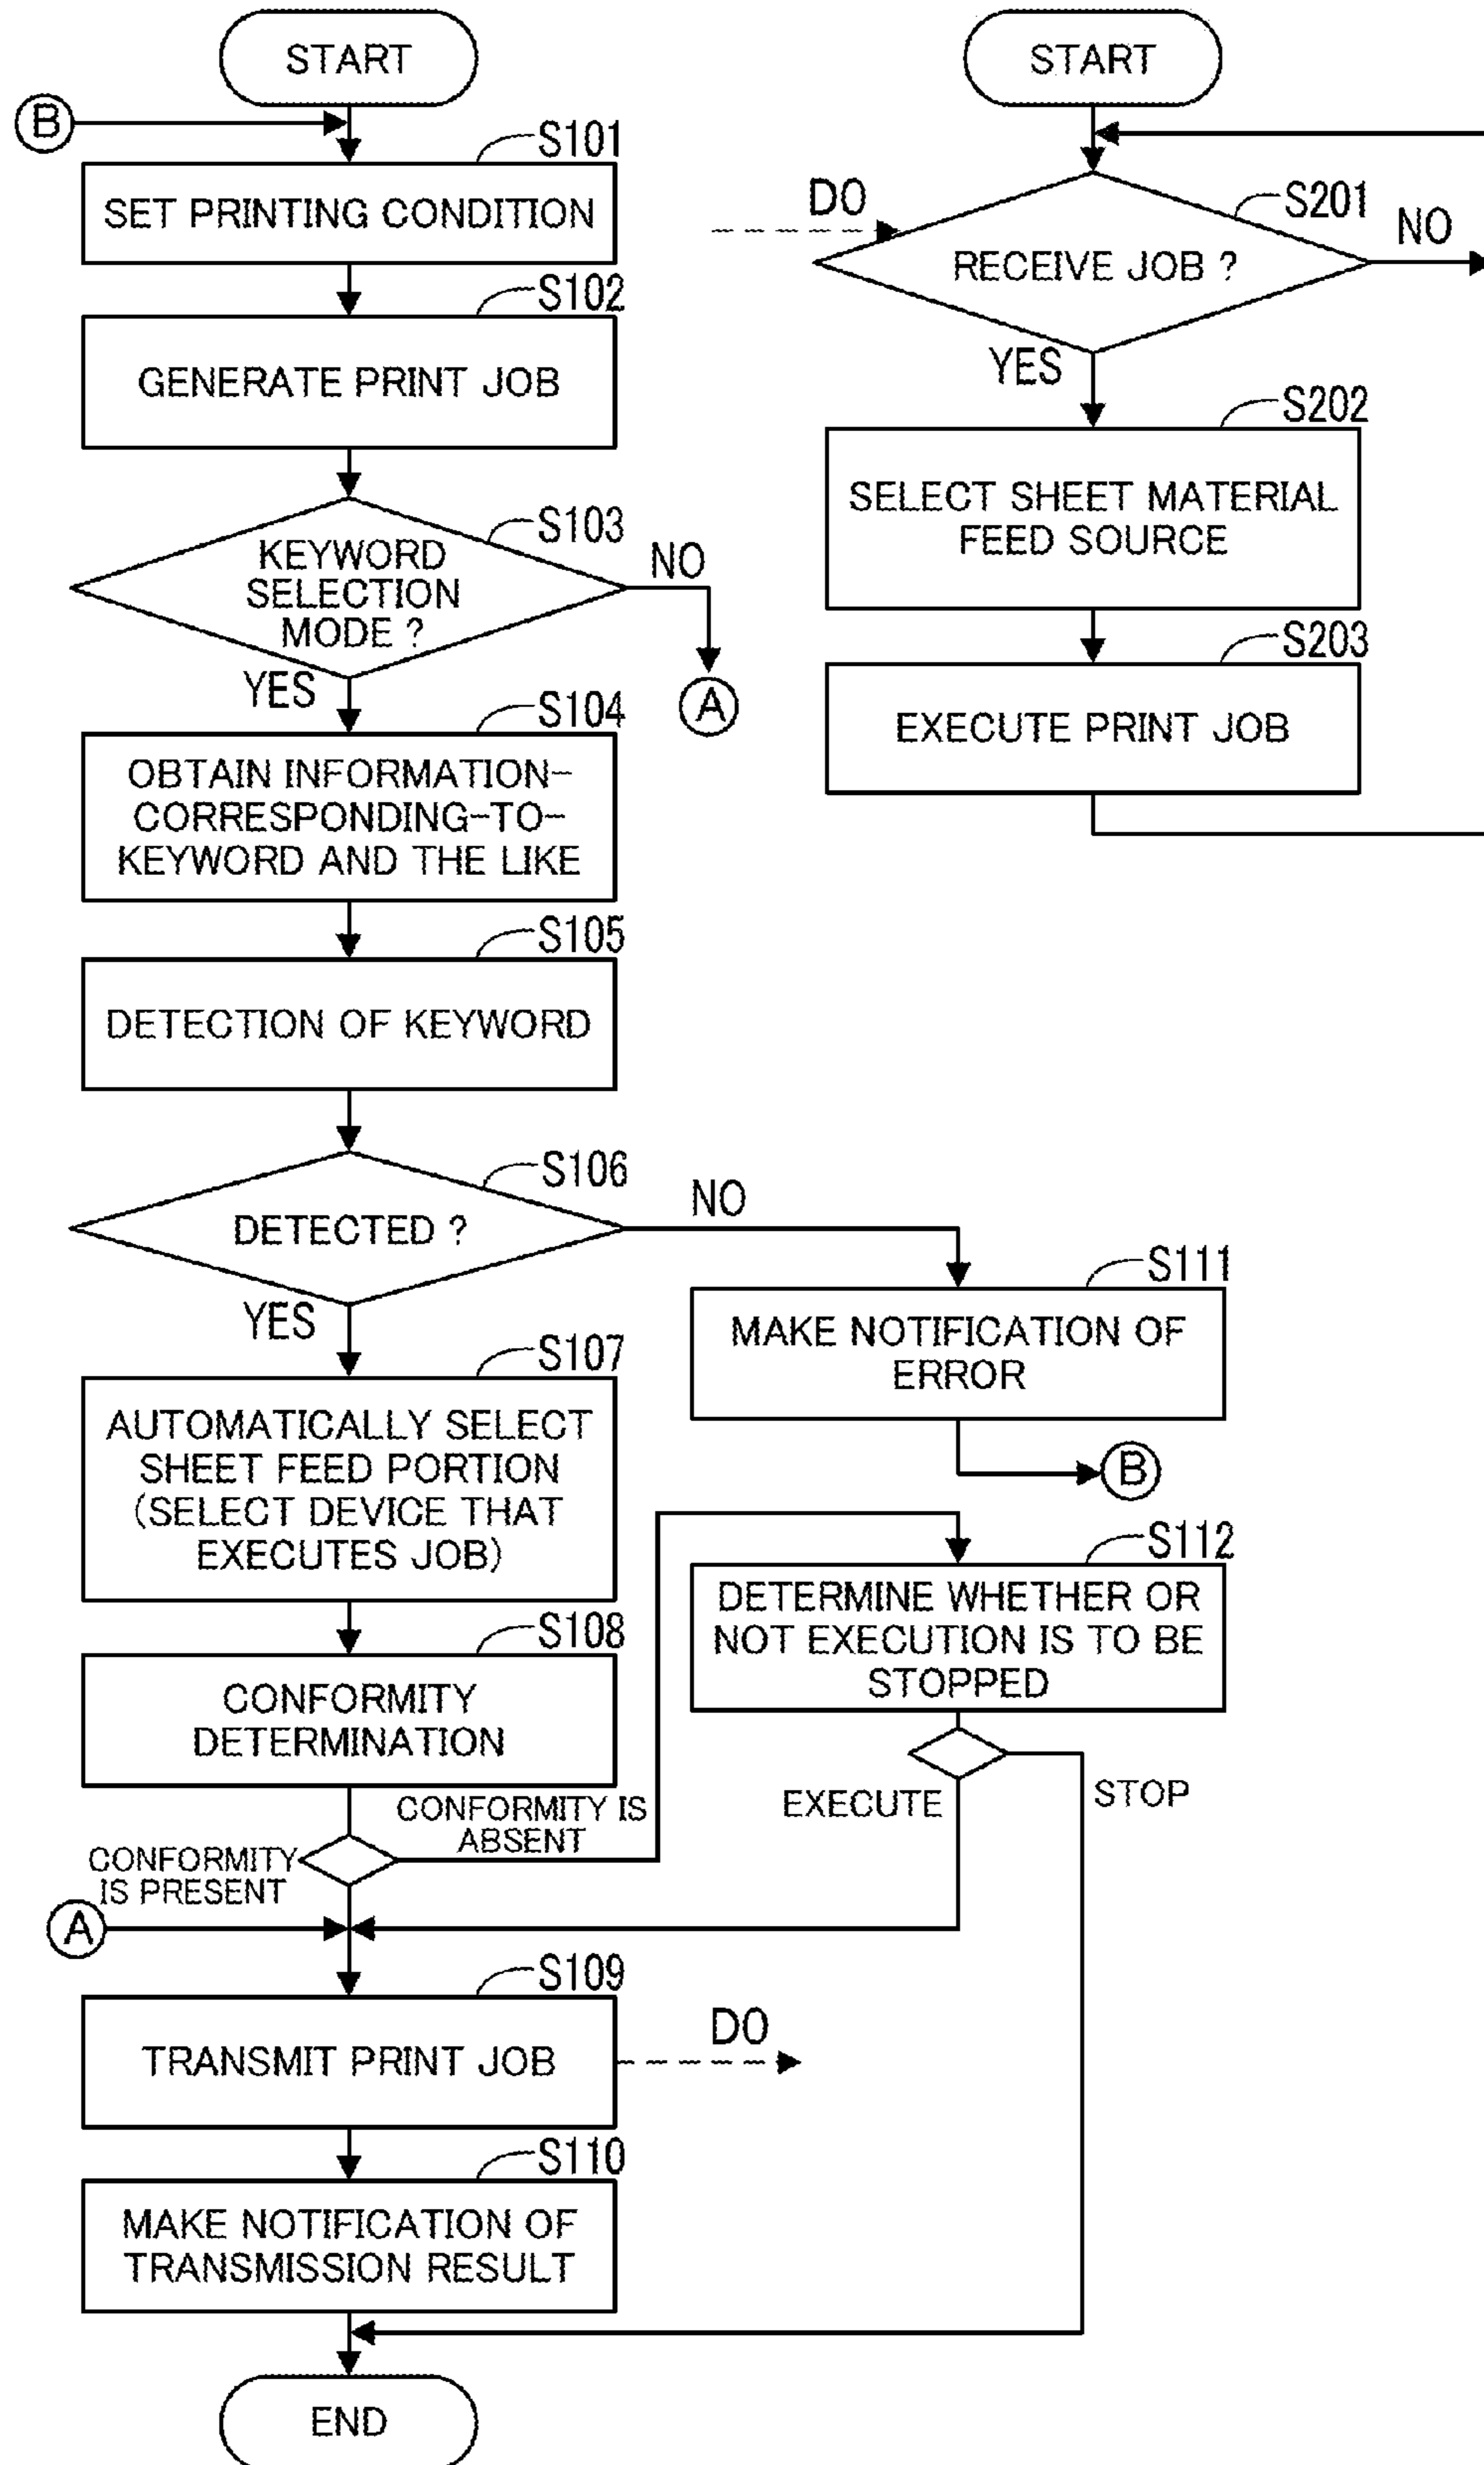 START
B
S101
SET PRINTING CONDITION
S102
GENERATE PRINT JOB
S103
KEYWORD
SELECTION
MODE ?
NO
A
YES
S104
OBTAIN INFORMATION-
CORRESPONDING-TO-
KEYWORD AND THE LIKE
S105
DETECTION OF KEYWORD
S106
DETECTED ?
NO
YES
S107
AUTOMATICALLY SELECT
SHEET FEED PORTION
(SELECT DEVICE THAT
EXECUTES JOB)
S108
CONFORMITY
DETERMINATION
CONFORMITY IS
ABSENT
CONFORMITY
IS PRESENT
A
S109
TRANSMIT PRINT JOB
DO
S110
MAKE NOTIFICATION OF
TRANSMISSION RESULT
END
S111
MAKE NOTIFICATION OF
ERROR
B
S112
DETERMINE WHETHER OR
NOT EXECUTION IS TO BE
STOPPED
EXECUTE
STOP
START
DO
S201
RECEIVE JOB ?
NO
YES
S202
SELECT SHEET MATERIAL
FEED SOURCE
S203
EXECUTE PRINT JOB